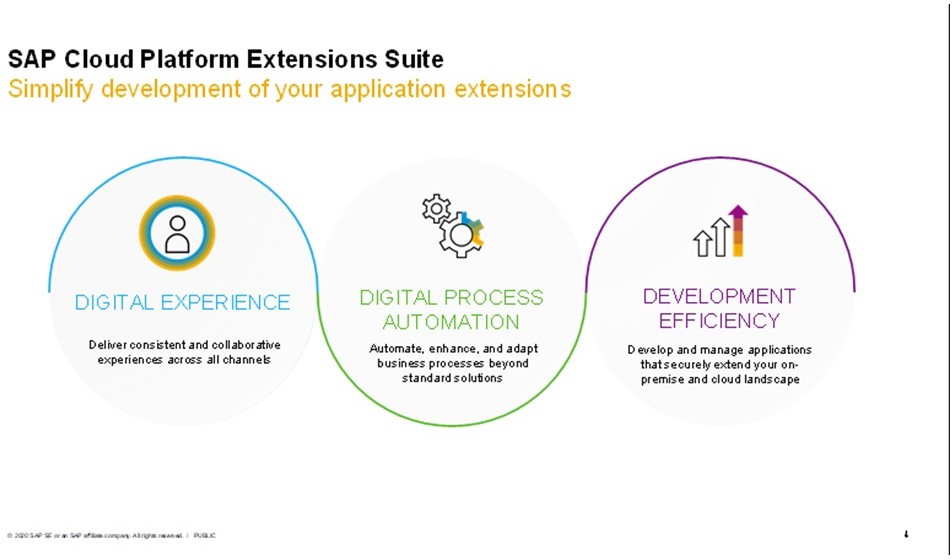 SAP Cloud Platform Extensions Suite
Simplify development of your application extensions
DIGITAL EXPERIENCE
Deliver consistent and collaborative
experiences across all channels
DIGITAL PROCESS
AUTOMATION
Automate, enhance, and adapt
business processes beyond
standard solutions
DEVELOPMENT
EFFICIENCY
Develop and manage applications
that securely extend your on-
premise and cloud landscape
© 2020 SAP SE or an SAP affiliate company. All rights reserved. | PUBLIC
4